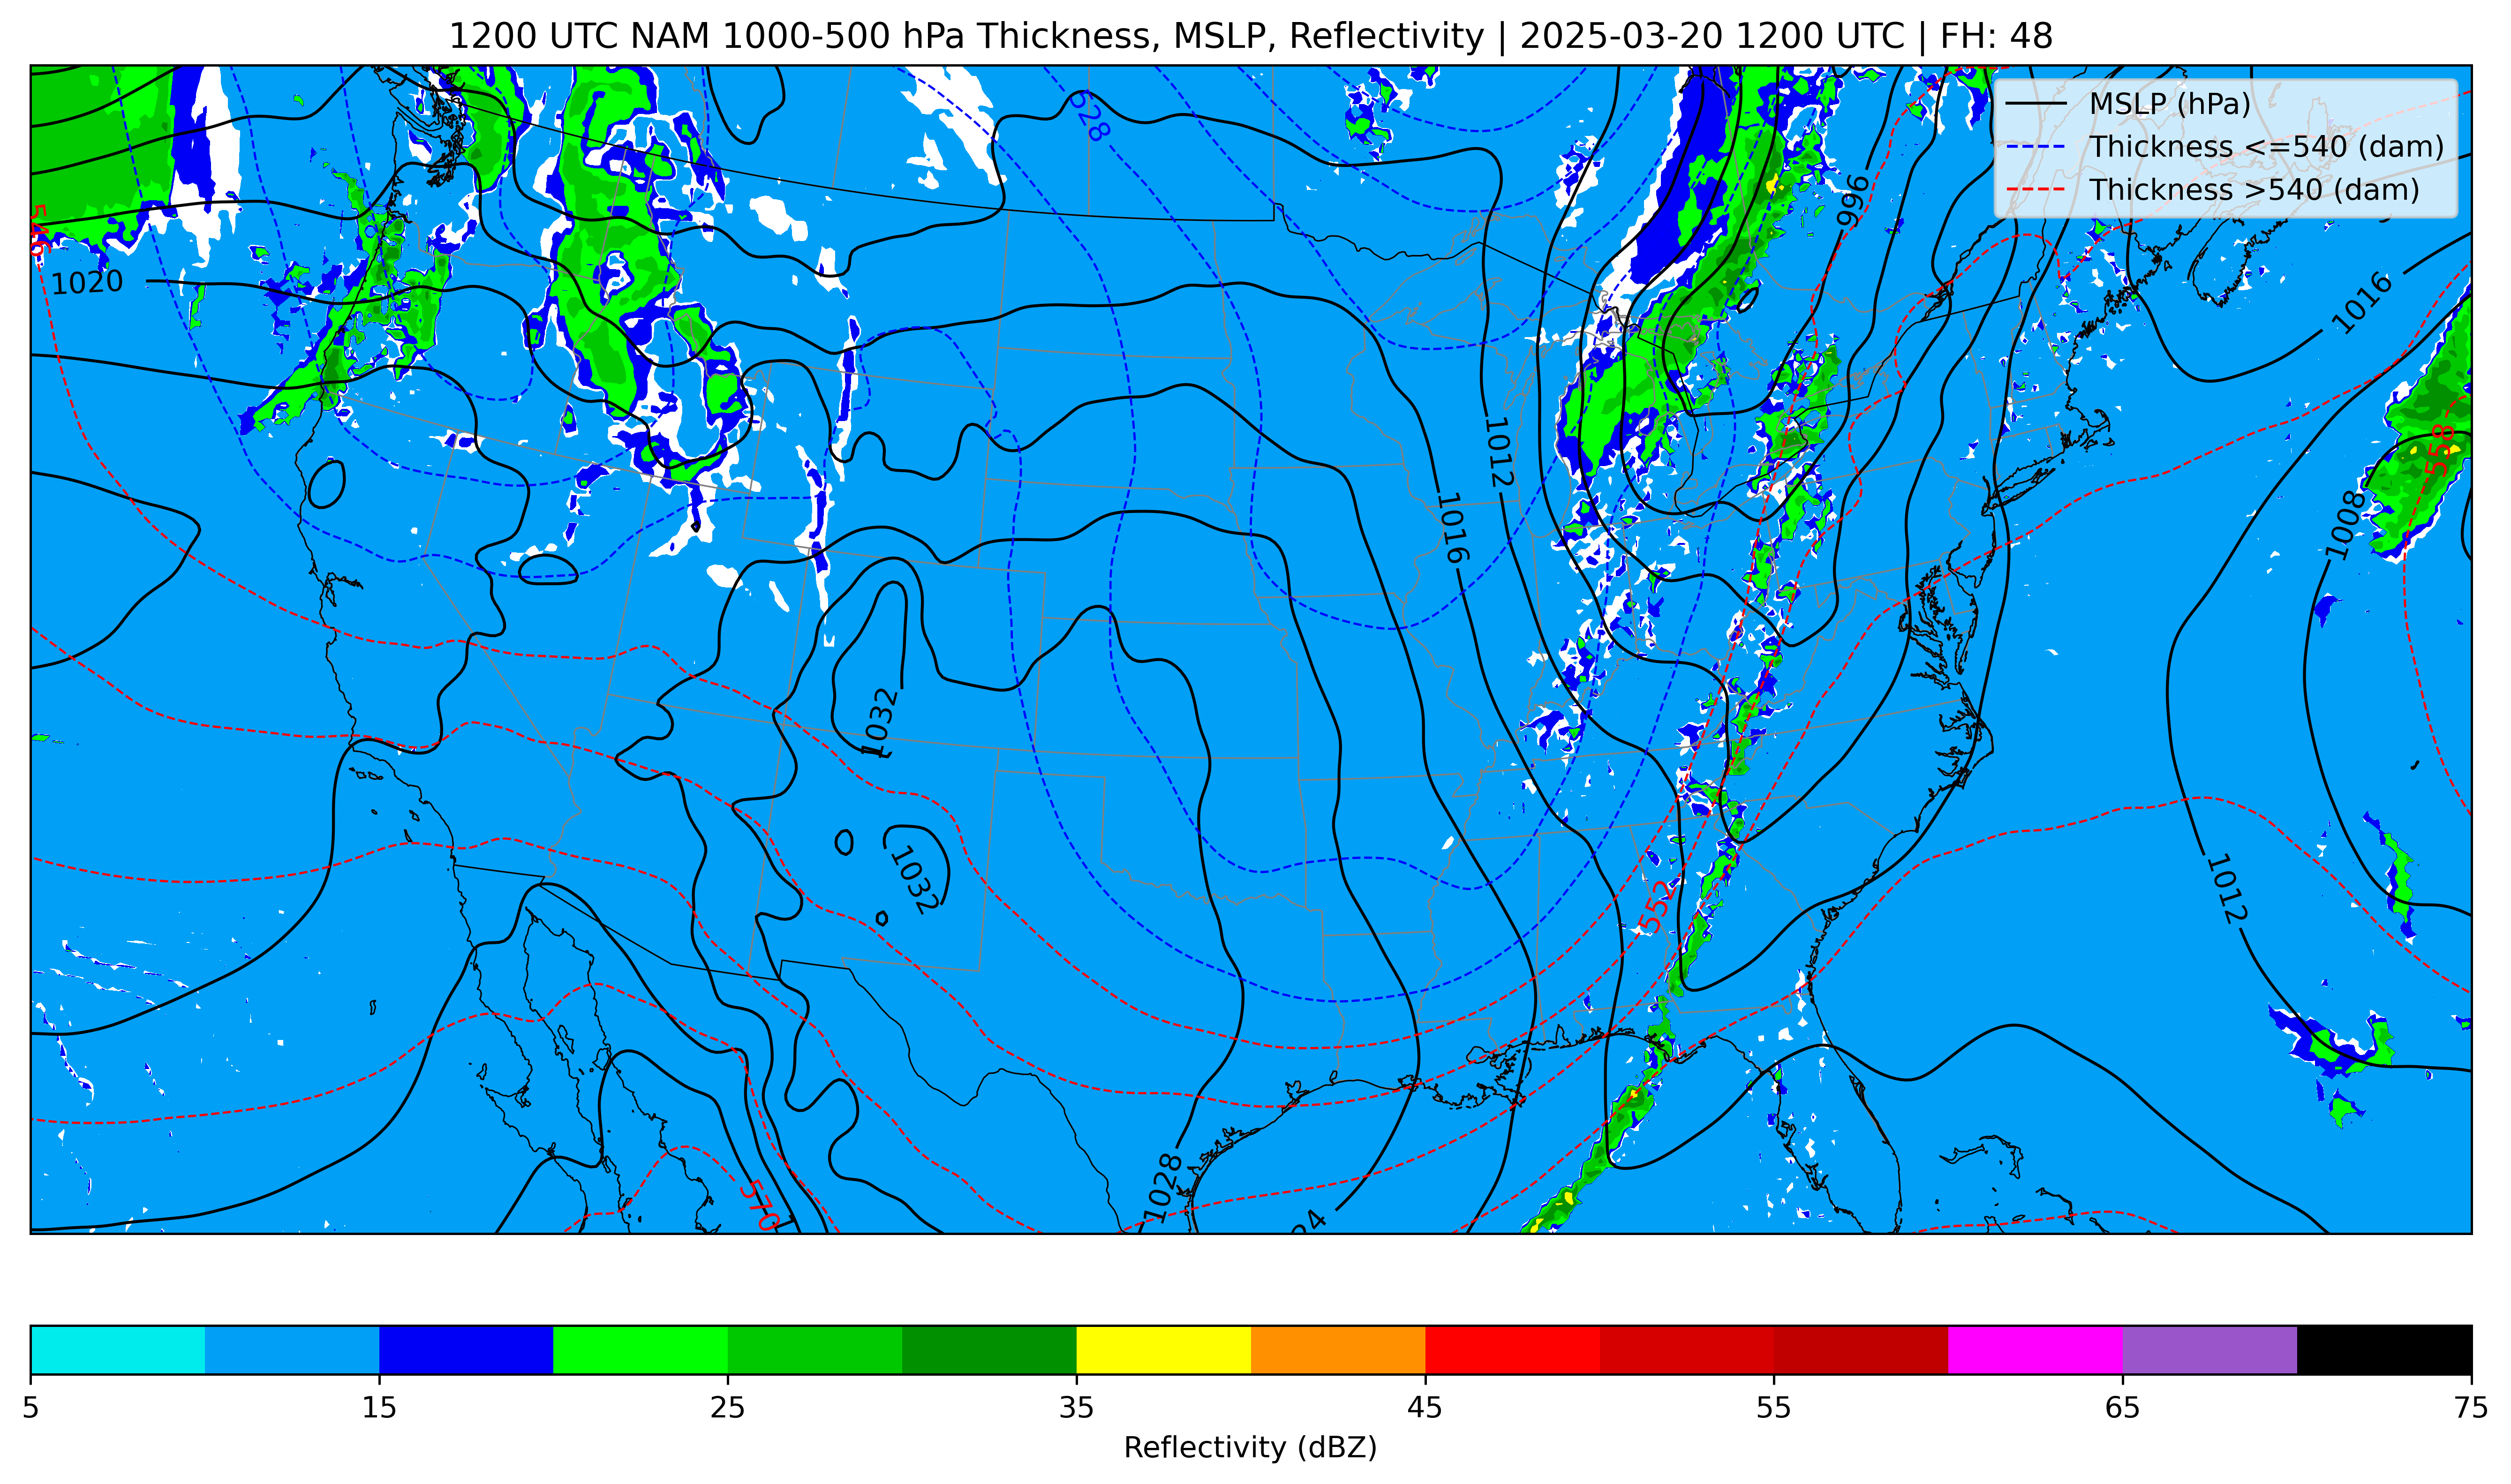 1200 UTC NAM 1000-500 hPa Thickness, MSLP, Reflectivity | 2025-03-20 1200 UTC | FH: 48
MSLP (hPa)
Thickness <=540 (dam)
Thickness >540 (dam)
528
996
1020
1016
1012
1016
558
1008
1032
1032
552
1012
570
1028
5 15 25 35 45 55 65 75
Reflectivity (dBZ)